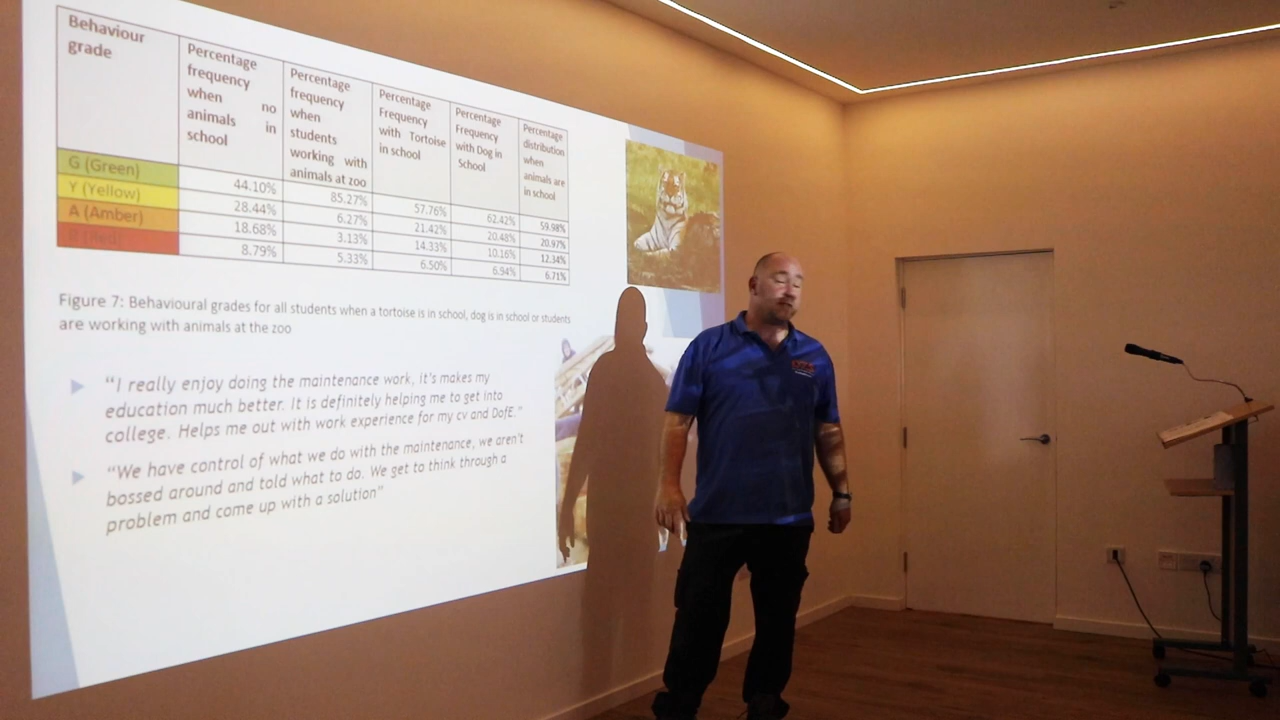 Behaviour grade
Percentage frequency when no animals in school
Percentage frequency when students working with animals at zoo
Percentage Frequency with Tortoise in school
Percentage Frequency with Dog in School
Percentage distribution when animals are in school
G (Green) 44.10% 85.27% 57.76% 62.42% 59.98%
Y (Yellow) 28.44% 6.27% 21.42% 20.48% 20.97%
A (Amber) 18.68% 3.13% 14.33% 10.16% 12.34%
R (Red) 8.79% 5.33% 6.50% 6.94% 6.71%
Figure 7: Behavioural grades for all students when a tortoise is in school, dog is in school or students
are working with animals at the zoo
“I really enjoy doing the maintenance work, it’s makes my
education much better. It is definitely helping me to get into
college. Helps me out with work experience for my cv and DofE.”
“We have control of what we do with the maintenance, we aren’t
bossed around and told what to do. We get to think through a
problem and come up with a solution”